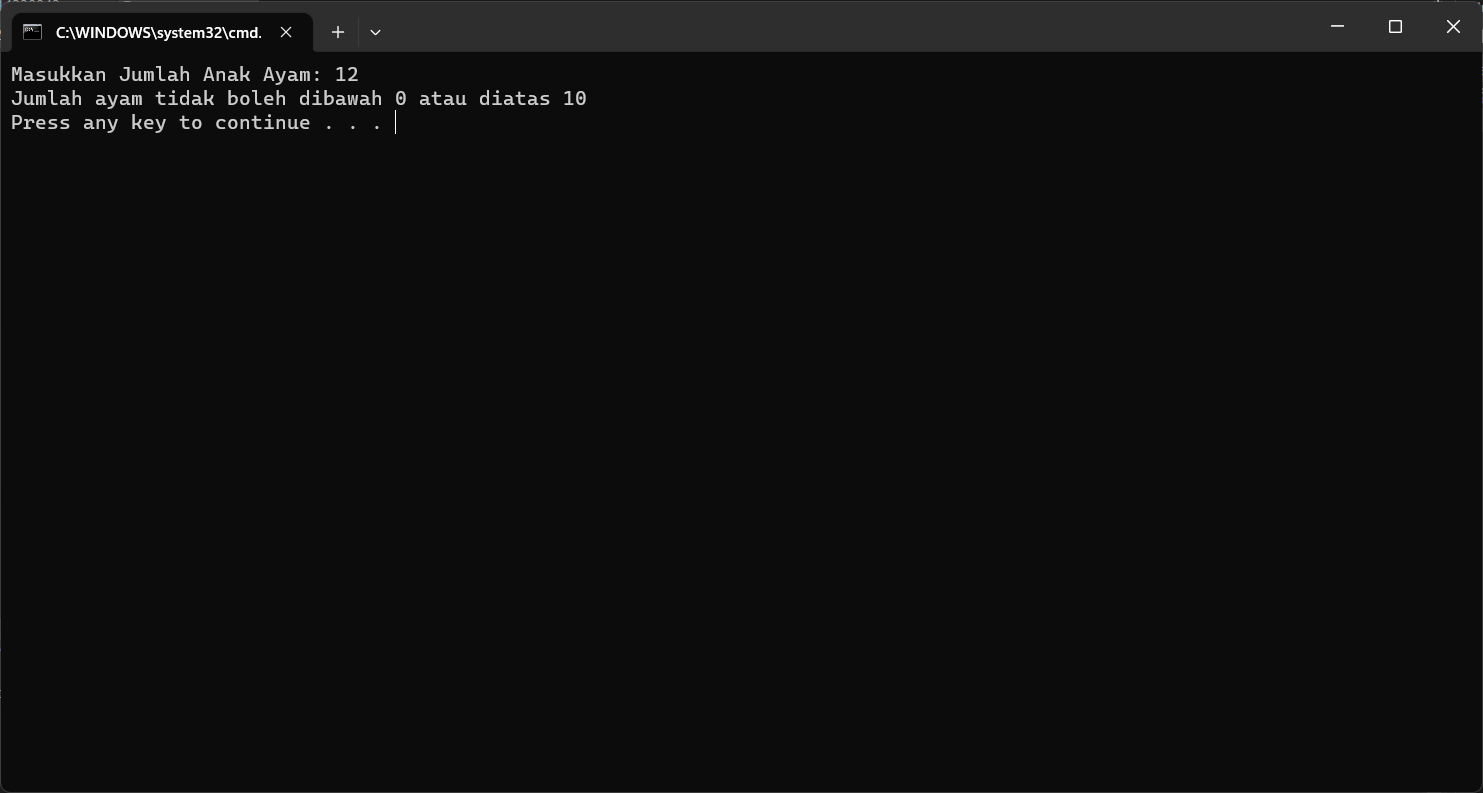 C:\WINDOWS\system32\cmd.
Masukkan Jumlah Anak Ayam: 12
Jumlah ayam tidak boleh dibawah 0 atau diatas 10
Press any key to continue . . .